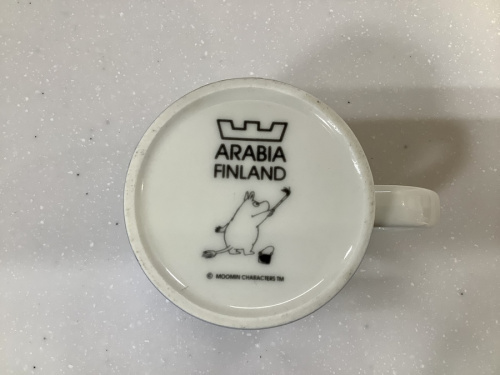 ARABIA
FINLAND
© MOOMIN CHARACTERS TM